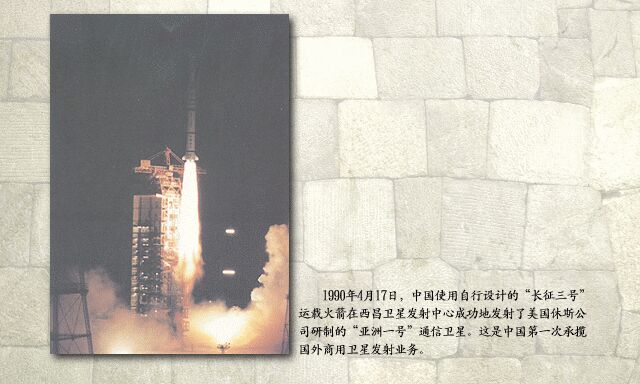 1990年4月17日，中国使用自行设计的“长征三号”
运载火箭在西昌卫星发射中心成功地发射了美国休斯公
司研制的“亚洲一号”通信卫星。这是中国第一次承揽
国外商用卫星发射业务。